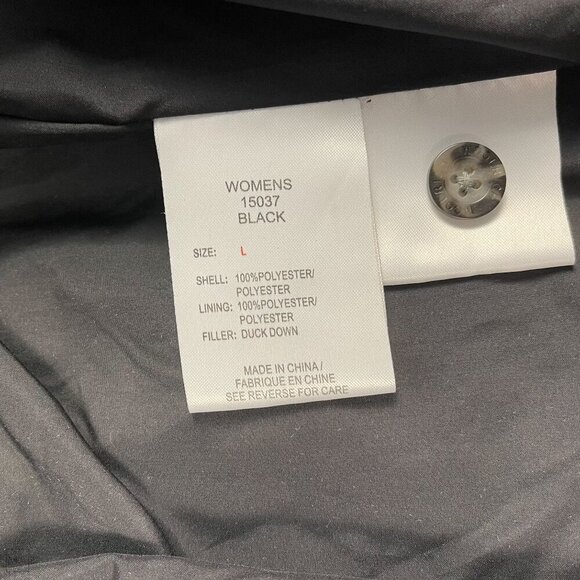 WOMENS
15037
BLACK
SIZE: L
SHELL: 100%POLYESTER/
POLYESTER
LINING: 100%POLYESTER/
POLYESTER
FILLER: DUCK DOWN
MADE IN CHINA /
FABRIQUE EN CHINE
SEE REVERSE FOR CARE